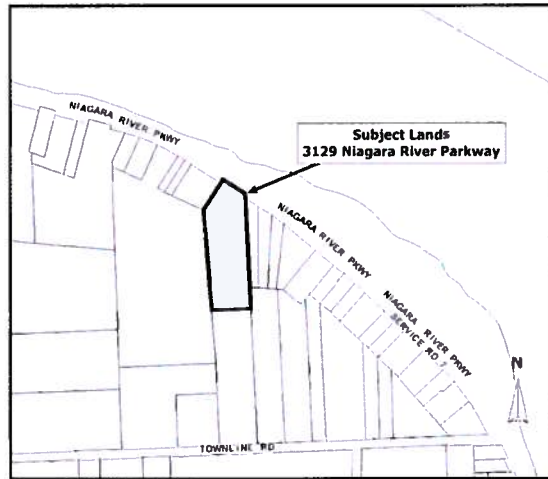 NIAGARA RIVER PKWY
Subject Lands
3129 Niagara River Parkway
NIAGARA RIVER PKWY
NIAGARA RIVER PKWY
SERVICE RD 7
N
TOWNLINE RD